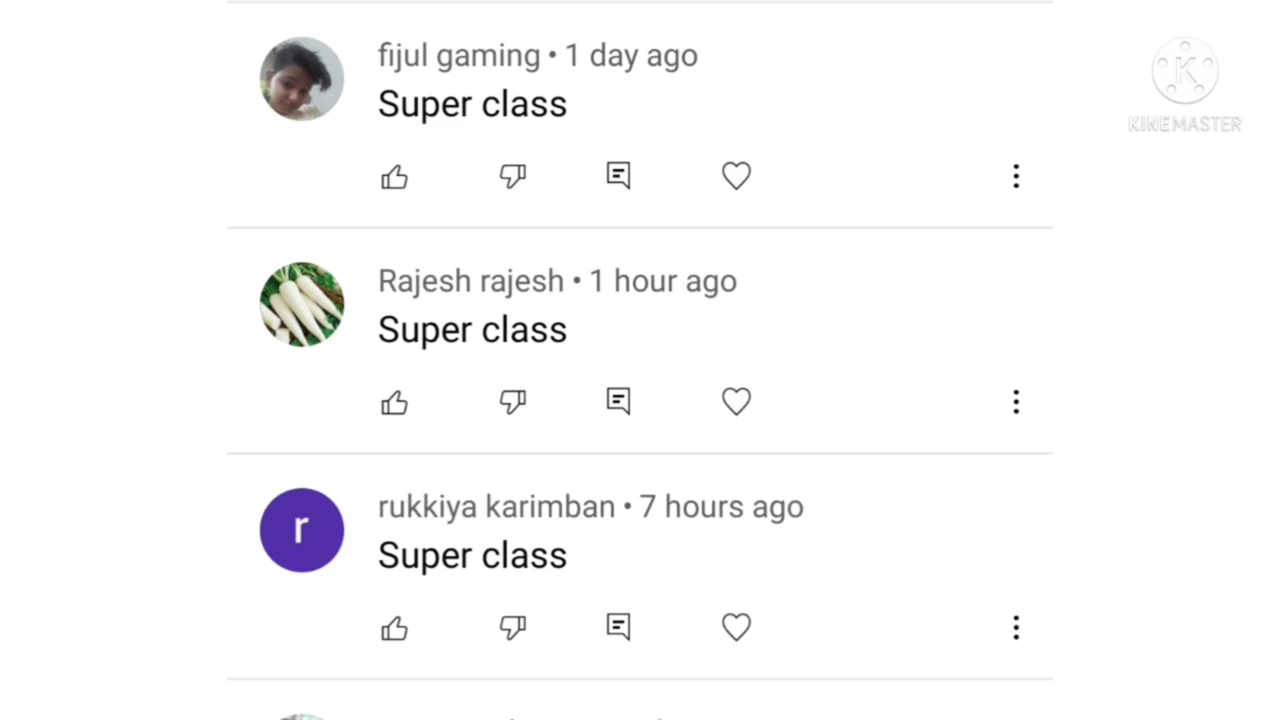 fijul gaming • 1 day ago
Super class
K
KINEMASTER
Rajesh rajesh • 1 hour ago
Super class
r
rukkiya karimban • 7 hours ago
Super class